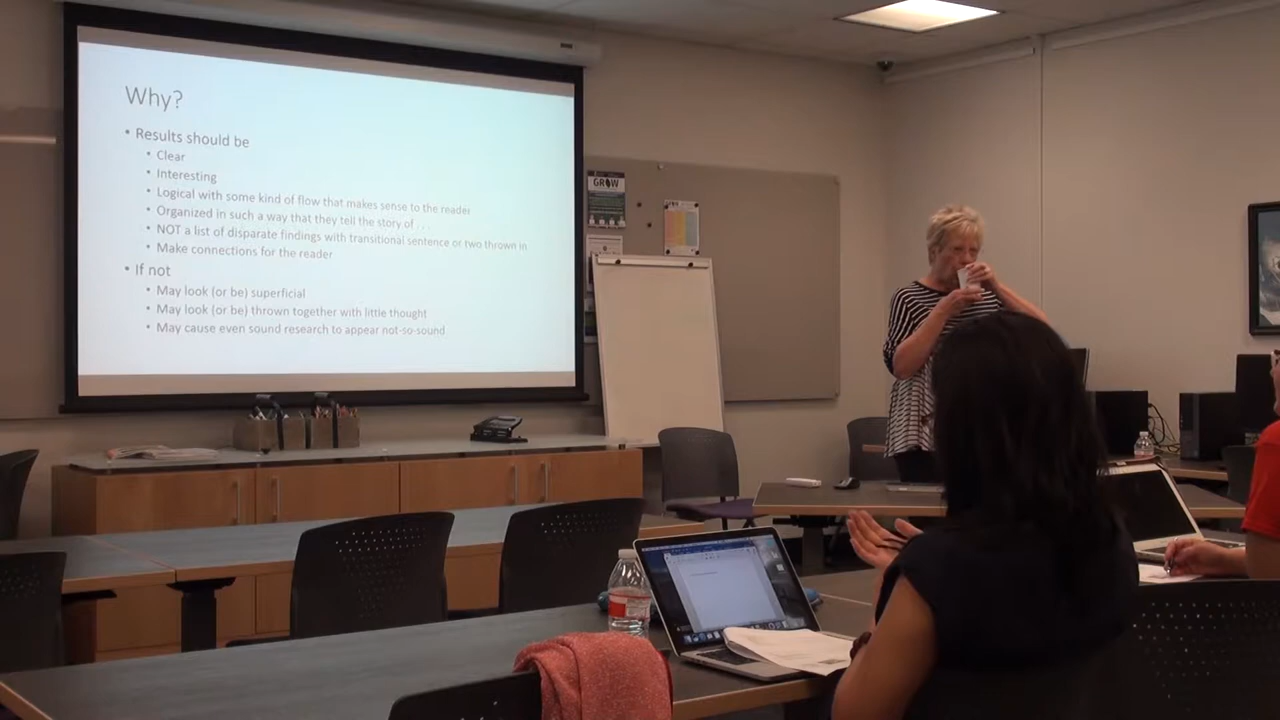 Why?
• Results should be
• Clear
• Interesting
• Logical with some kind of flow that makes sense to the reader
• Organized in such a way that they tell the story of . . .
• NOT a list of disparate findings with transitional sentence or two thrown in
• Make connections for the reader
• If not
• May look (or be) superficial
• May look (or be) thrown together with little thought
• May cause even sound research to appear not-so-sound
GROW